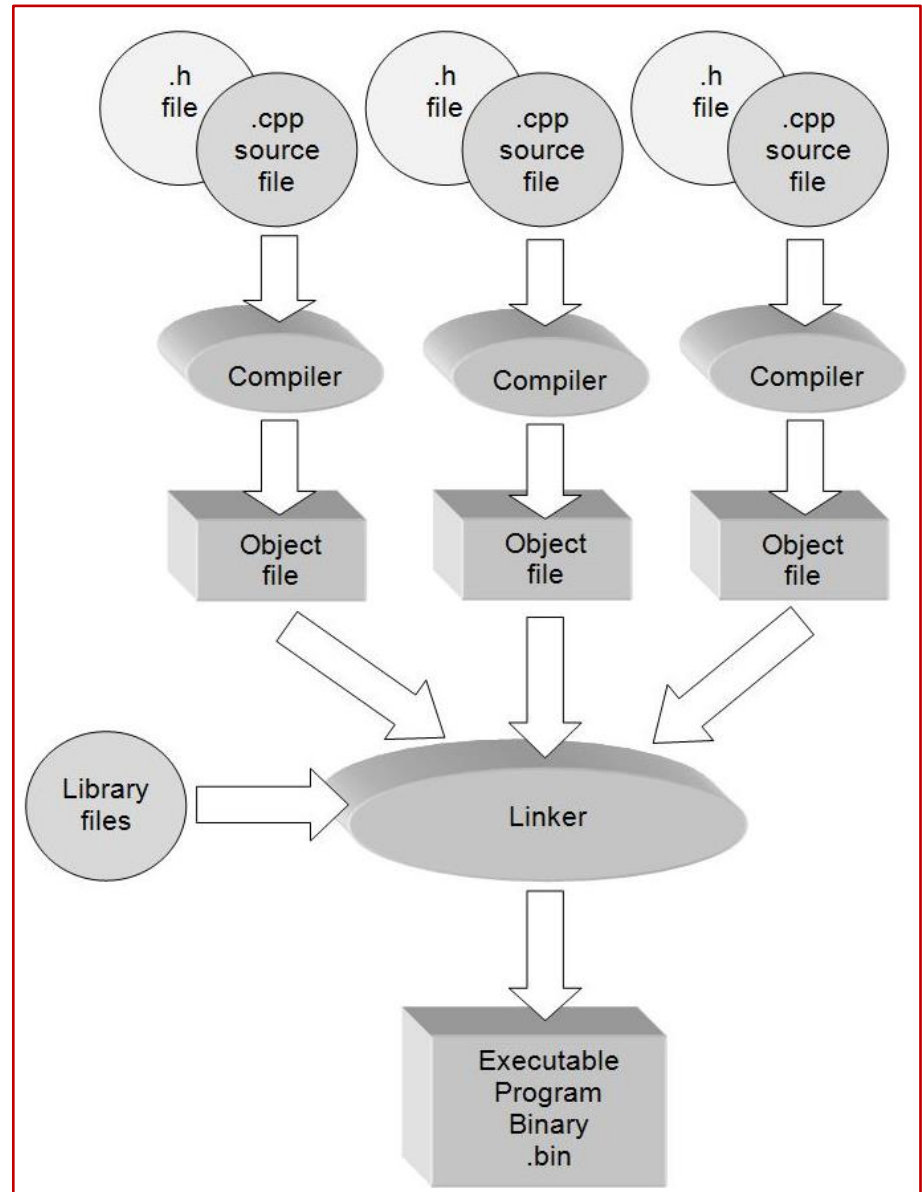 .h
file
.cpp
source
file
.h
file
.cpp
source
file
.h
file
.cpp
source
file
Compiler
Compiler
Compiler
Object
file
Object
file
Object
file
Library
files
Linker
Executable
Program
Binary
.bin